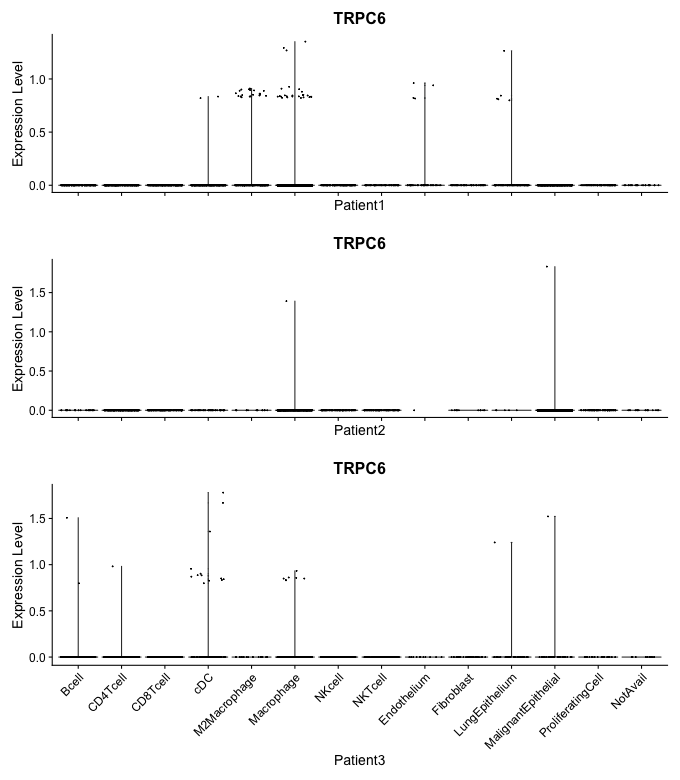 TRPC6
Expression Level
1.0
0.5
0.0
Patient1
TRPC6
Expression Level
1.5
1.0
0.5
0.0
Patient2
TRPC6
Expression Level
1.5
1.0
0.5
0.0
Bcell
CD4Tcell
CD8Tcell
cDC
M2Macrophage
Macrophage
NKcell
NKTcell
Endothelium
Fibroblast
LungEpithelium
MalignantEpithelial
ProliferatingCell
NotAvail
Patient3